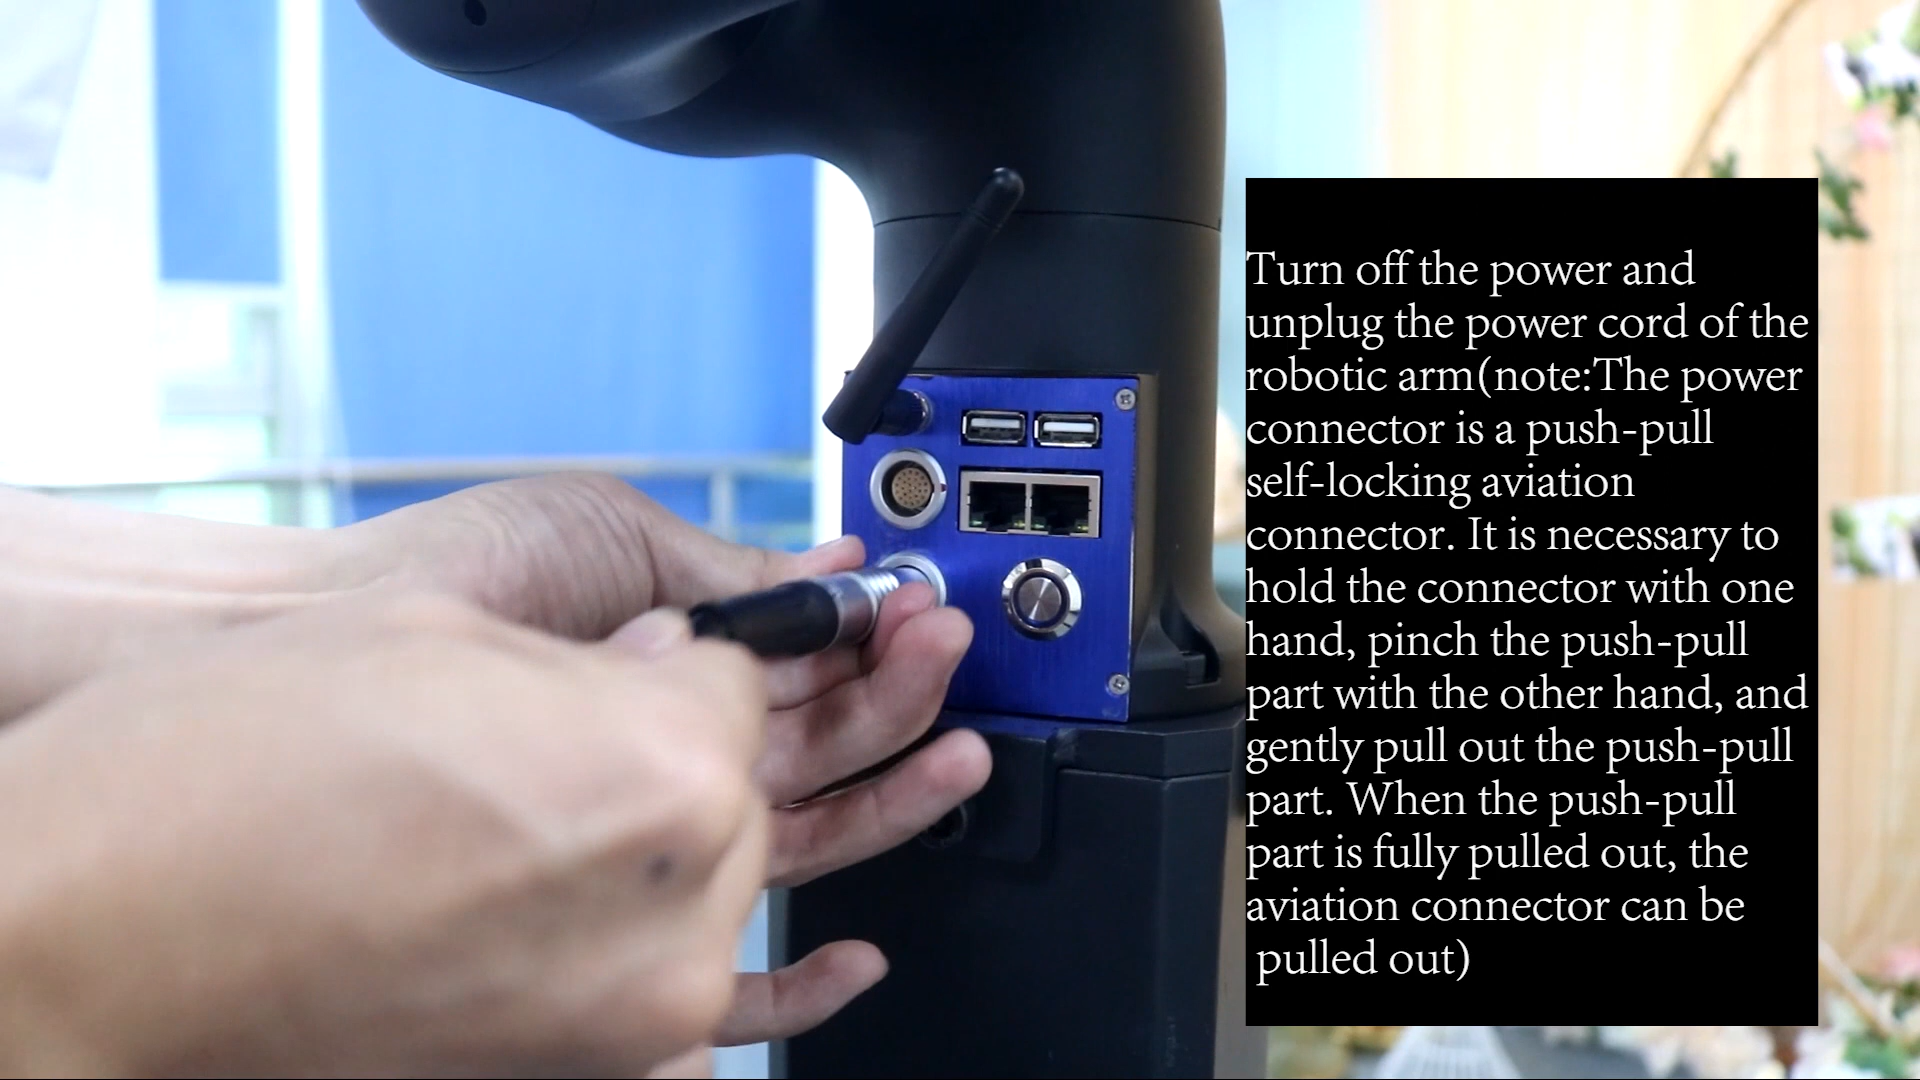 Turn off the power and
unplug the power cord of the
robotic arm(note:The power
connector is a push-pull
self-locking aviation
connector. It is necessary to
hold the connector with one
hand, pinch the push-pull
part with the other hand, and
gently pull out the push-pull
part. When the push-pull
part is fully pulled out, the
aviation connector can be
pulled out)